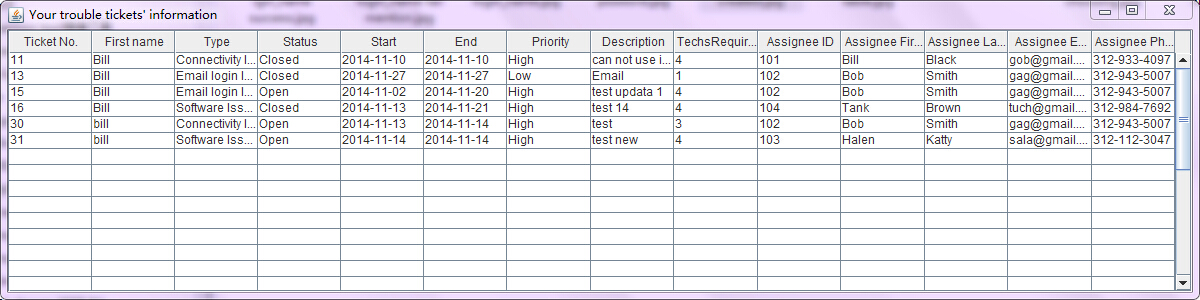 Your trouble tickets' information
Ticket No. First name Type Status Start End Priority Description TechsRequir... Assignee ID Assignee Fir... Assignee La... Assignee E... Assignee Ph...
11 Bill Connectivity I... Closed 2014-11-10 2014-11-10 High can not use i... 4 101 Bill Black gob@gmail.... 312-933-4097
13 Bill Email login I... Closed 2014-11-27 2014-11-27 Low Email 1 102 Bob Smith gag@gmail.... 312-943-5007
15 Bill Email login I... Open 2014-11-02 2014-11-20 High test updata 1 4 102 Bob Smith gag@gmail.... 312-943-5007
16 Bill Software Iss... Closed 2014-11-13 2014-11-21 High test 14 4 104 Tank Brown tuch@gmail.... 312-984-7692
30 bill Connectivity I... Open 2014-11-13 2014-11-14 High test 3 102 Bob Smith gag@gmail.... 312-943-5007
31 bill Software Iss... Open 2014-11-14 2014-11-14 High test new 4 103 Halen Katty sala@gmail.... 312-112-3047